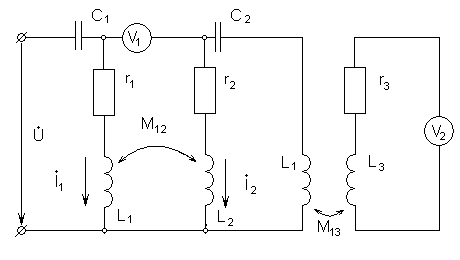 C1 V1 C2
r1 r2 r3
M12 V2
U̇
İ1 İ2 L1 L3
L1 L2 M13